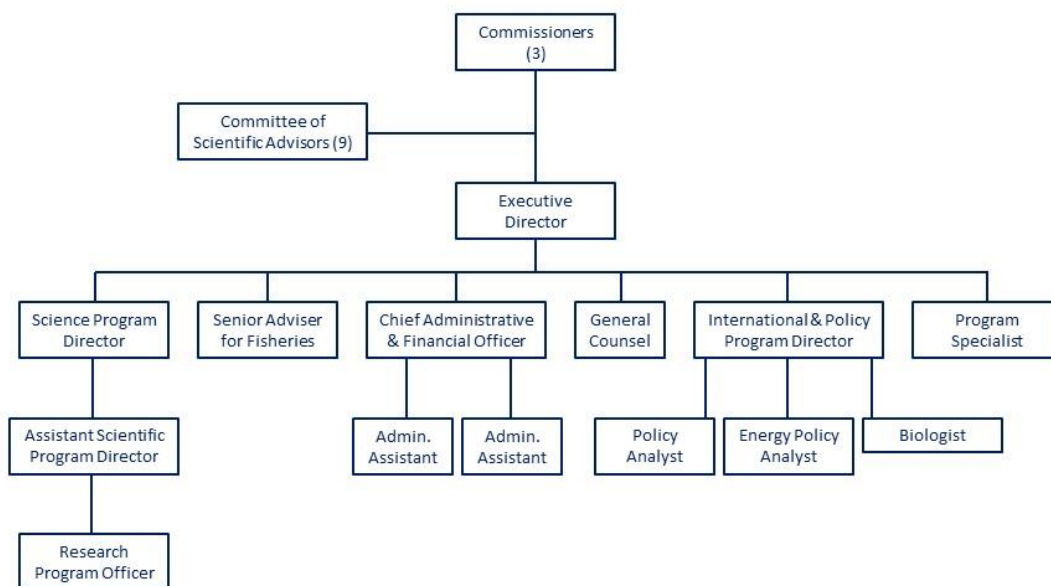 Commissioners
(3)
Committee of
Scientific Advisors (9)
Executive
Director
Science Program
Director
Senior Adviser
for Fisheries
Chief Administrative
& Financial Officer
General
Counsel
International & Policy
Program Director
Program
Specialist
Assistant Scientific
Program Director
Admin.
Assistant
Admin.
Assistant
Policy
Analyst
Energy Policy
Analyst
Biologist
Research
Program Officer